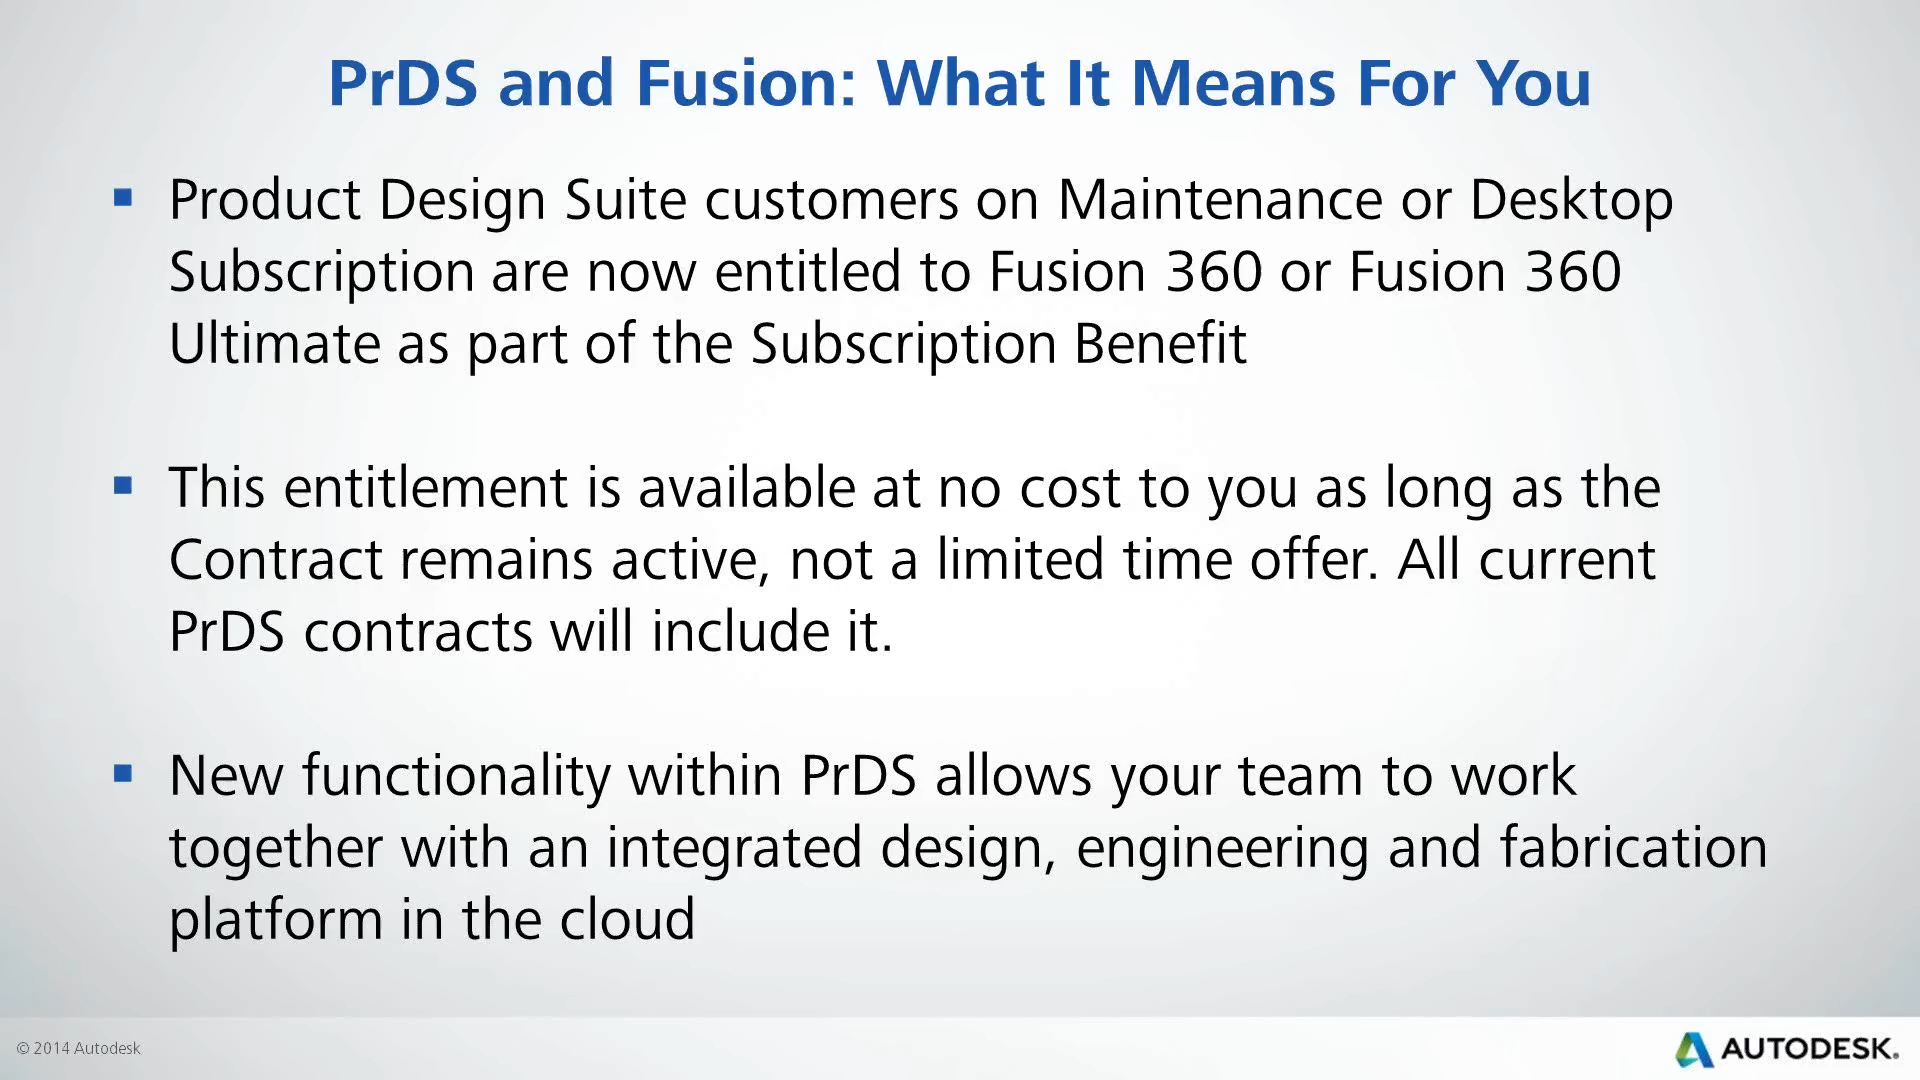 PrDS and Fusion: What It Means For You
▪ Product Design Suite customers on Maintenance or Desktop
Subscription are now entitled to Fusion 360 or Fusion 360
Ultimate as part of the Subscription Benefit
▪ This entitlement is available at no cost to you as long as the
Contract remains active, not a limited time offer. All current
PrDS contracts will include it.
▪ New functionality within PrDS allows your team to work
together with an integrated design, engineering and fabrication
platform in the cloud
© 2014 Autodesk
AUTODESK.